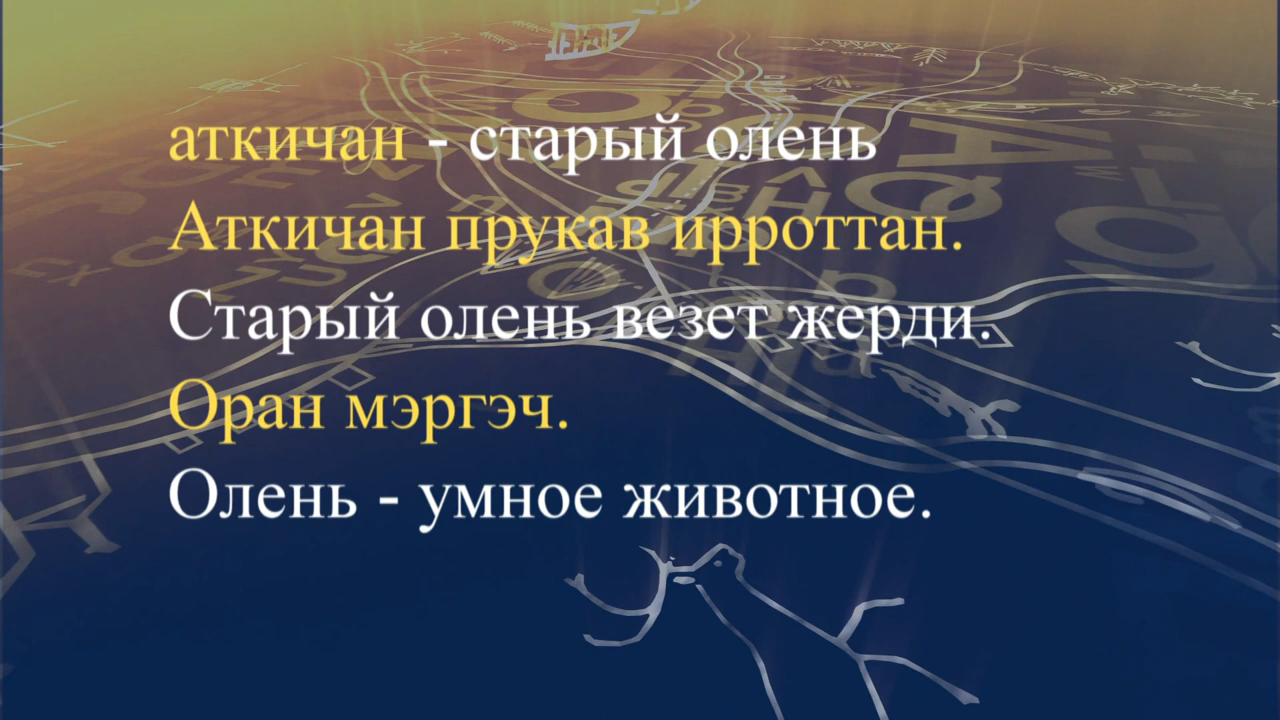 аткичан - старый олень
Аткичан прукав ирроттан.
Старый олень везет жерди.
Оран мэргэч.
Олень - умное животное.